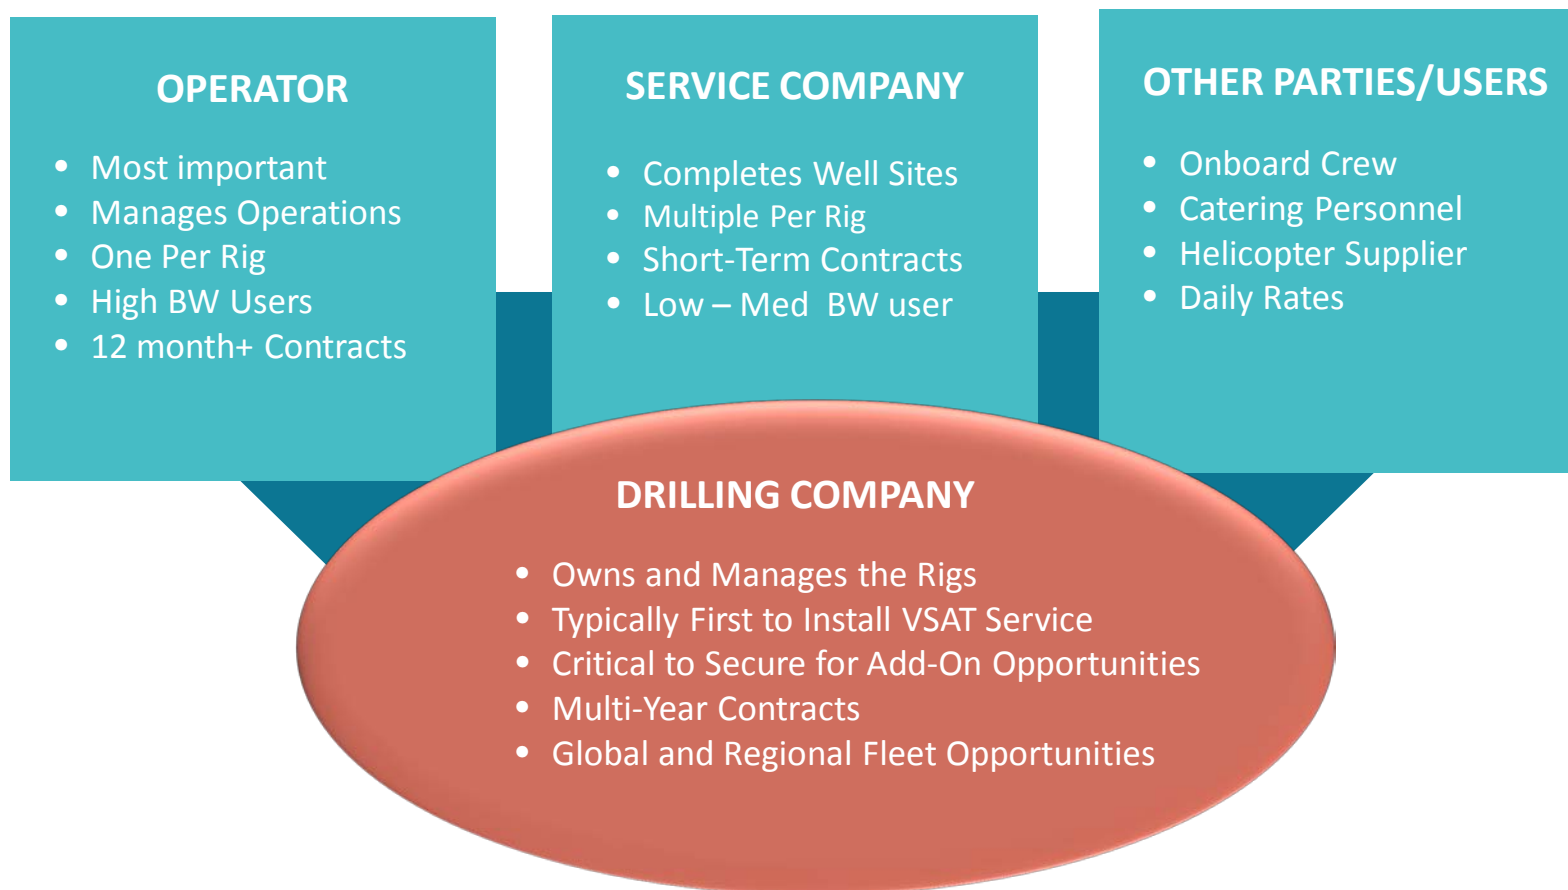 OPERATOR
• Most important
• Manages Operations
• One Per Rig
• High BW Users
• 12 month+ Contracts
SERVICE COMPANY
• Completes Well Sites
• Multiple Per Rig
• Short-Term Contracts
• Low – Med  BW user
OTHER PARTIES/USERS
• Onboard Crew
• Catering Personnel
• Helicopter Supplier
• Daily Rates
DRILLING COMPANY
• Owns and Manages the Rigs
• Typically First to Install VSAT Service
• Critical to Secure for Add-On Opportunities
• Multi-Year Contracts
• Global and Regional Fleet Opportunities